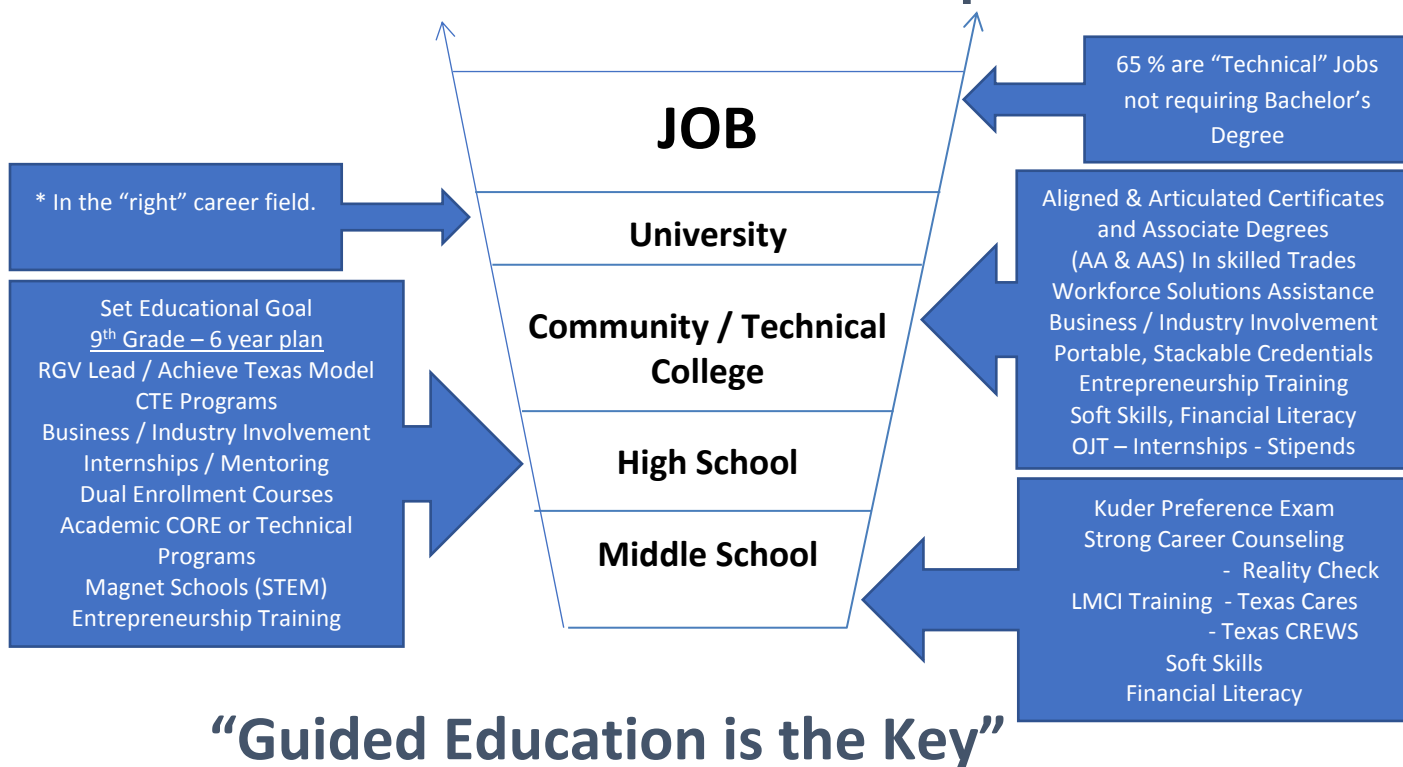 65 % are “Technical” Jobs
not requiring Bachelor’s
Degree
JOB
* In the “right” career field.
University
Aligned & Articulated Certificates
and Associate Degrees
(AA & AAS) In skilled Trades
Workforce Solutions Assistance
Business / Industry Involvement
Portable, Stackable Credentials
Entrepreneurship Training
Soft Skills, Financial Literacy
OJT – Internships - Stipends
Community / Technical
College
Set Educational Goal
9th Grade – 6 year plan
RGV Lead / Achieve Texas Model
CTE Programs
Business / Industry Involvement
Internships / Mentoring
Dual Enrollment Courses
Academic CORE or Technical
Programs
Magnet Schools (STEM)
Entrepreneurship Training
High School
Middle School
Kuder Preference Exam
Strong Career Counseling
- Reality Check
LMCI Training - Texas Cares
- Texas CREWS
Soft Skills
Financial Literacy
“Guided Education is the Key”